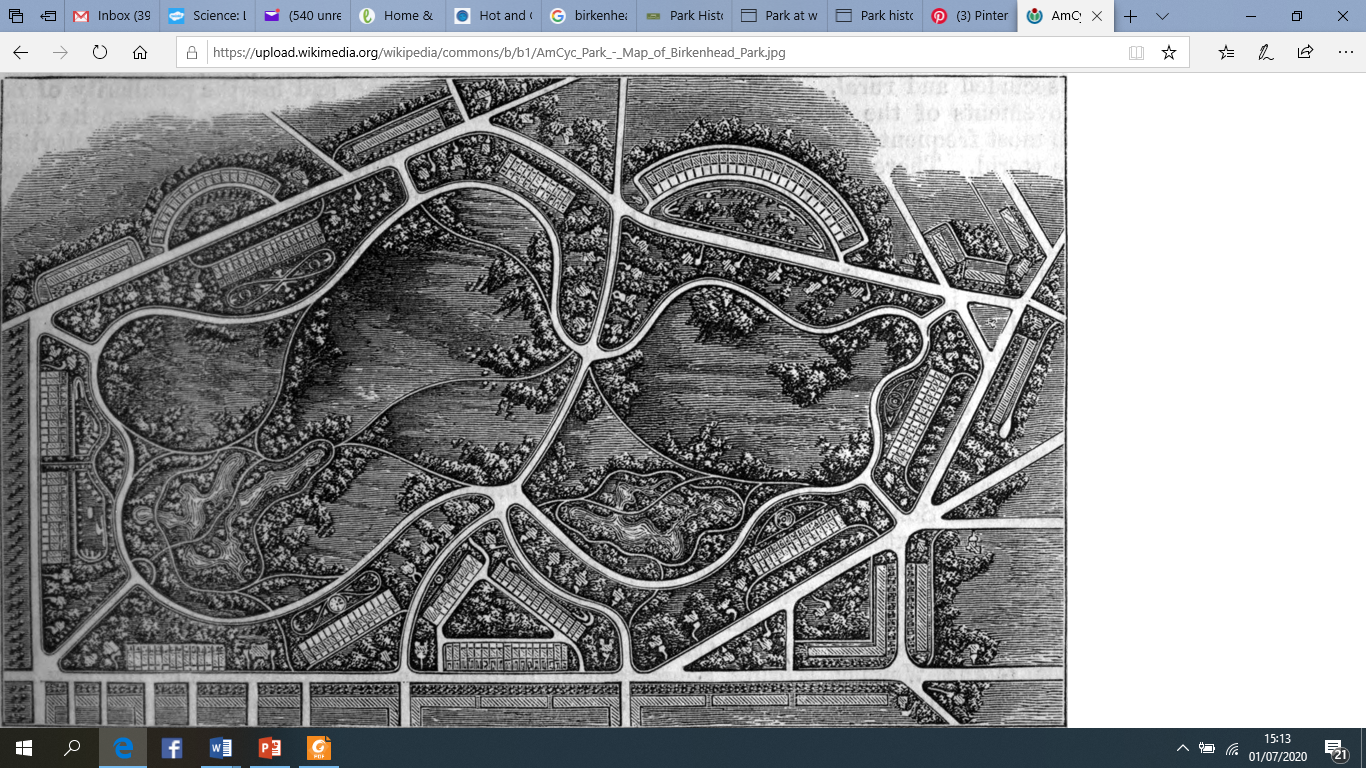 Inbox (39
Science: L
(540 unre
Home &
Hot and C
birkenhea
Park Histo
Park at w
Park histo
(3) Pinter
AmCy
https://upload.wikimedia.org/wikipedia/commons/b/b1/AmCyc_Park_-_Map_of_Birkenhead_Park.jpg
15:13
01/07/2020
21